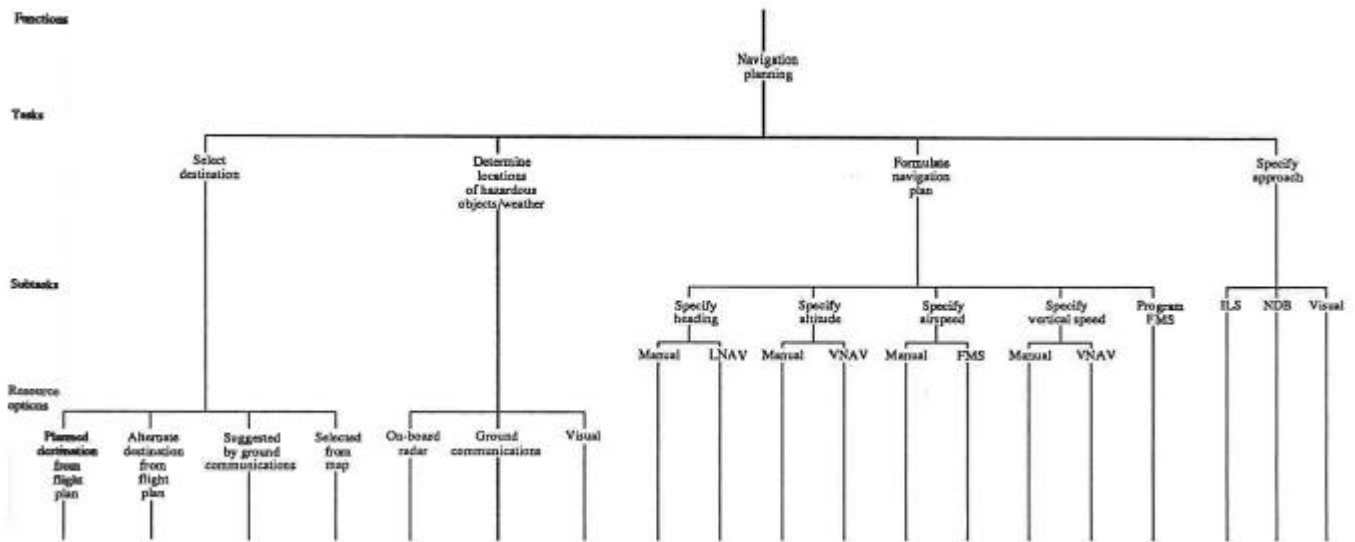 Functions
Navigation
planning
Tasks
Select
destination
Determine
locations
of hazardous
objects/weather
Formulate
navigation
plan
Specify
approach
Subtasks
Specify
heading
Specify
altitude
Specify
airspeed
Specify
vertical speed
Program
FMS
ILS
NDB
Visual
Manual
LNAV
Manual
VNAV
Manual
FMS
Manual
VNAV
Resource
options
Planned
destination
from
flight
plan
Alternate
destination
from
flight
plan
Suggested
by ground
communications
Selected
from
map
On-board
radar
Ground
communications
Visual